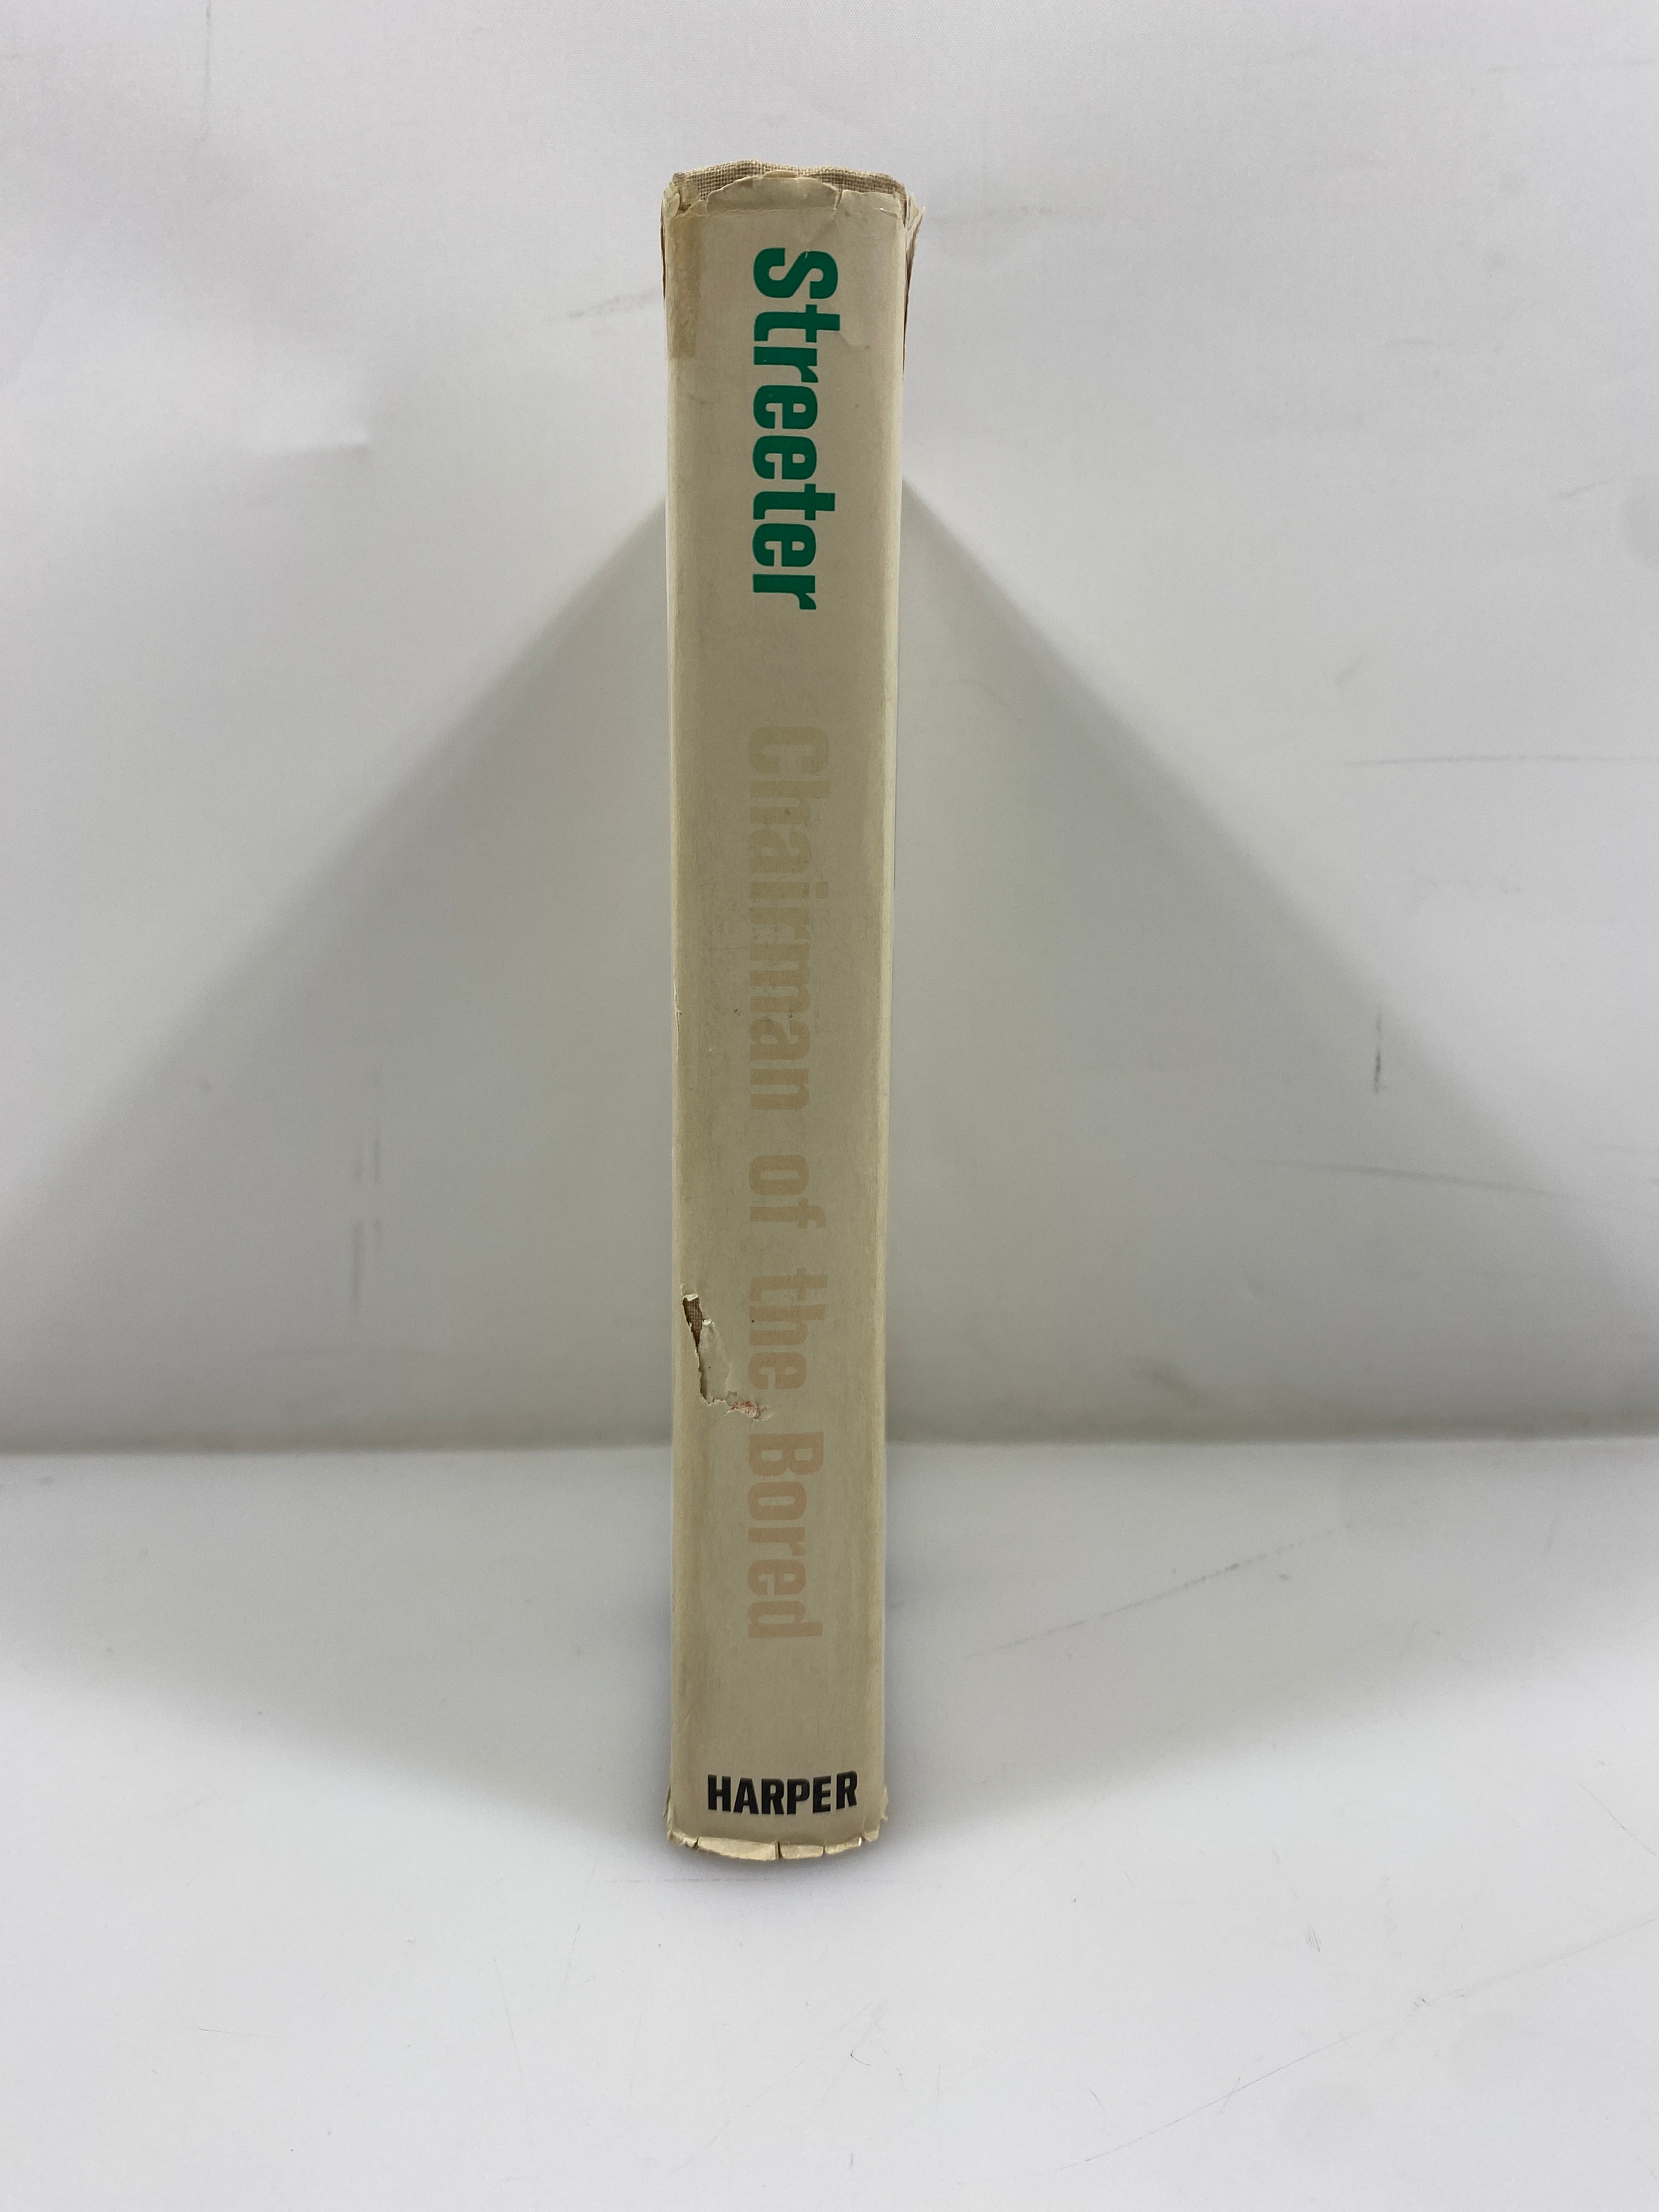 Streeter
Chairman of the Bored
HARPER